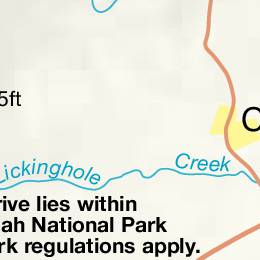 5ft
C
Lickinghole Creek
rive lies within
ah National Park
rk regulations apply.